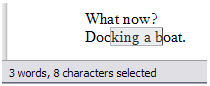 What now?
Docking a boat.
3 words, 8 characters selected